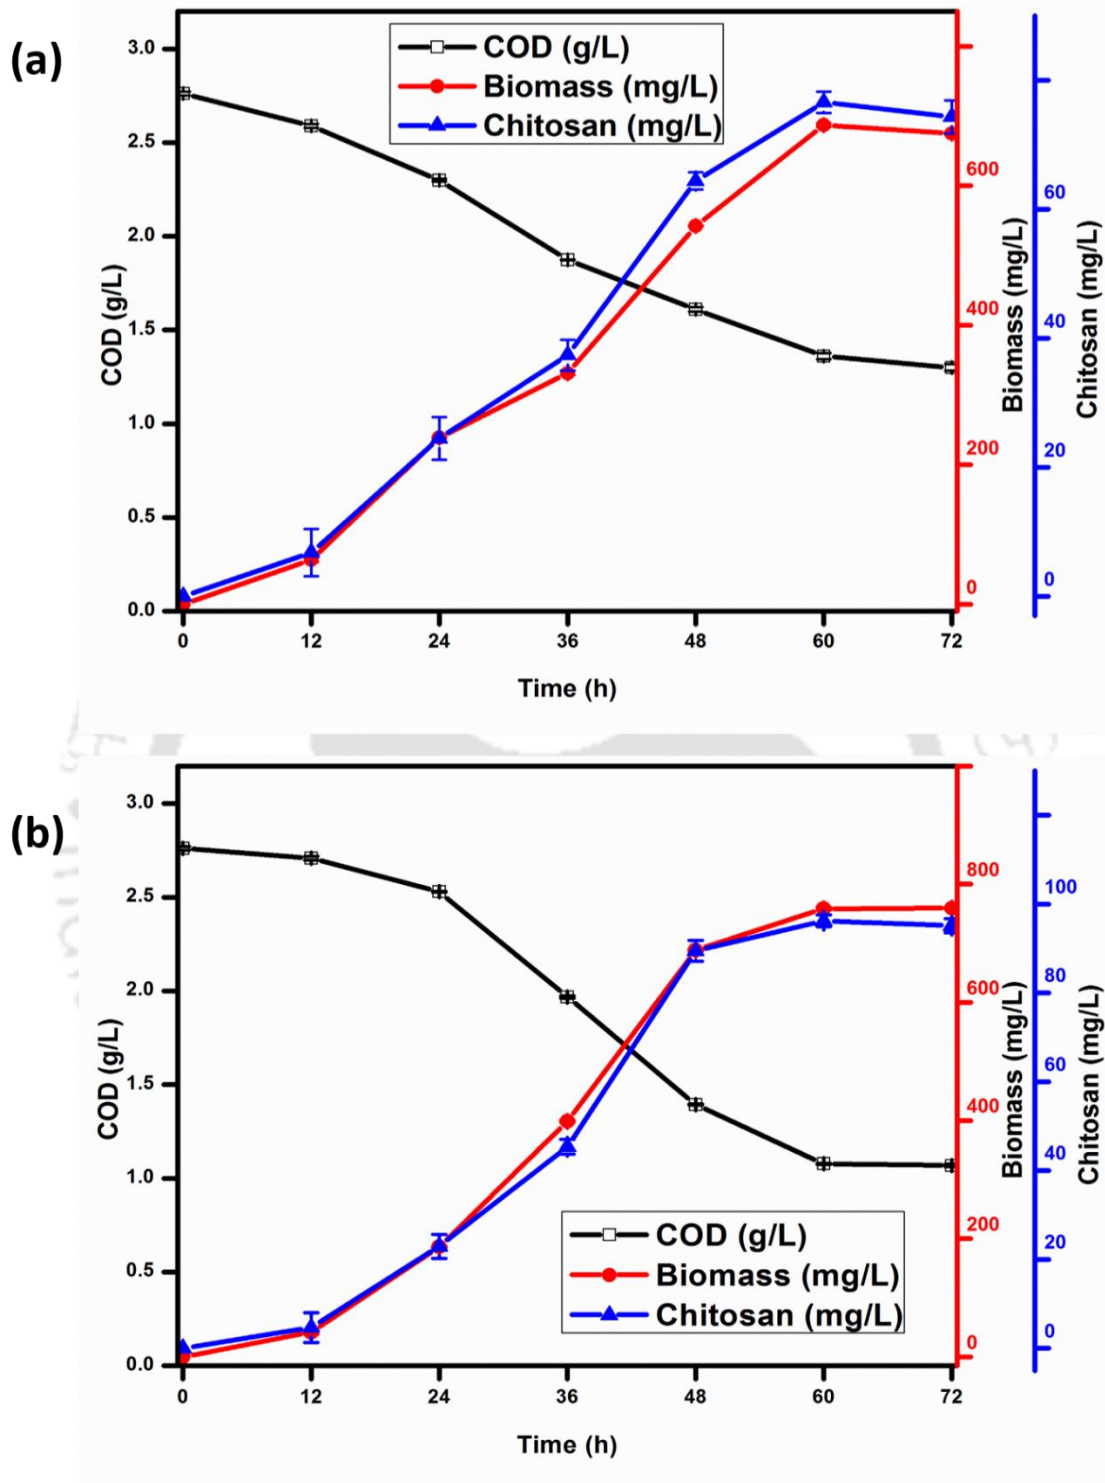 (a)
COD (g/L)
Biomass (mg/L)
Chitosan (mg/L)
3.0
2.5
2.0
1.5
1.0
0.5
0.0
COD (g/L)
600
400
200
0
Biomass (mg/L)
60
40
20
0
Chitosan (mg/L)
0 12 24 36 48 60 72
Time (h)
(b)
3.0
2.5
2.0
1.5
1.0
0.5
0.0
COD (g/L)
800
600
400
200
0
Biomass (mg/L)
100
80
60
40
20
0
Chitosan (mg/L)
COD (g/L)
Biomass (mg/L)
Chitosan (mg/L)
0 12 24 36 48 60 72
Time (h)